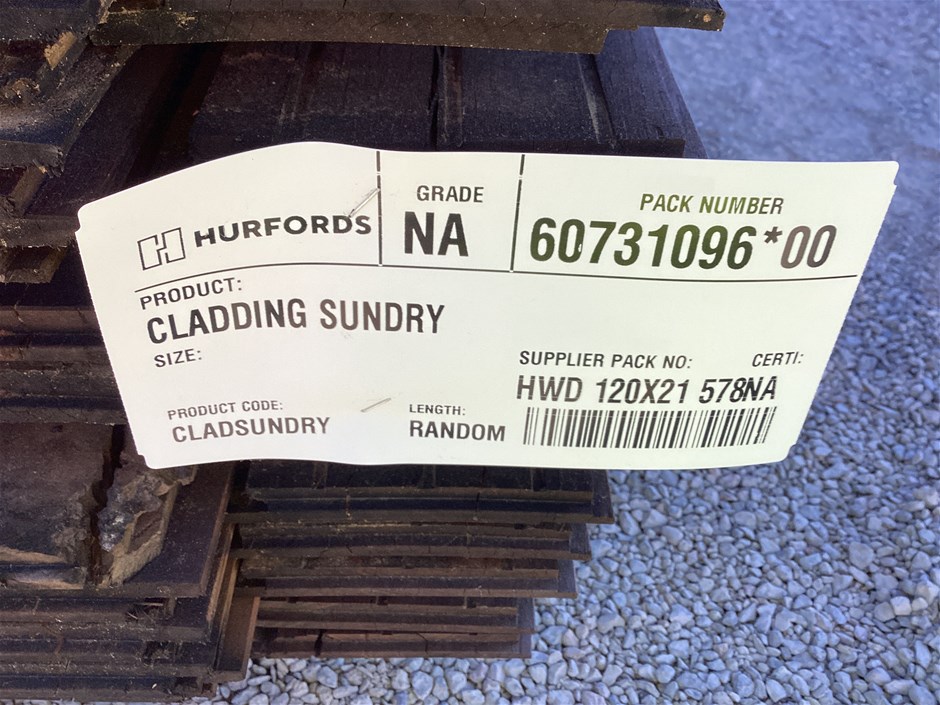 HURFORDS
GRADE
NA
PACK NUMBER
60731096*00
PRODUCT:
CLADDING SUNDRY
SIZE:
SUPPLIER PACK NO:
CERTI:
HWD 120X21 578NA
PRODUCT CODE:
CLADSUNDRY
LENGTH:
RANDOM